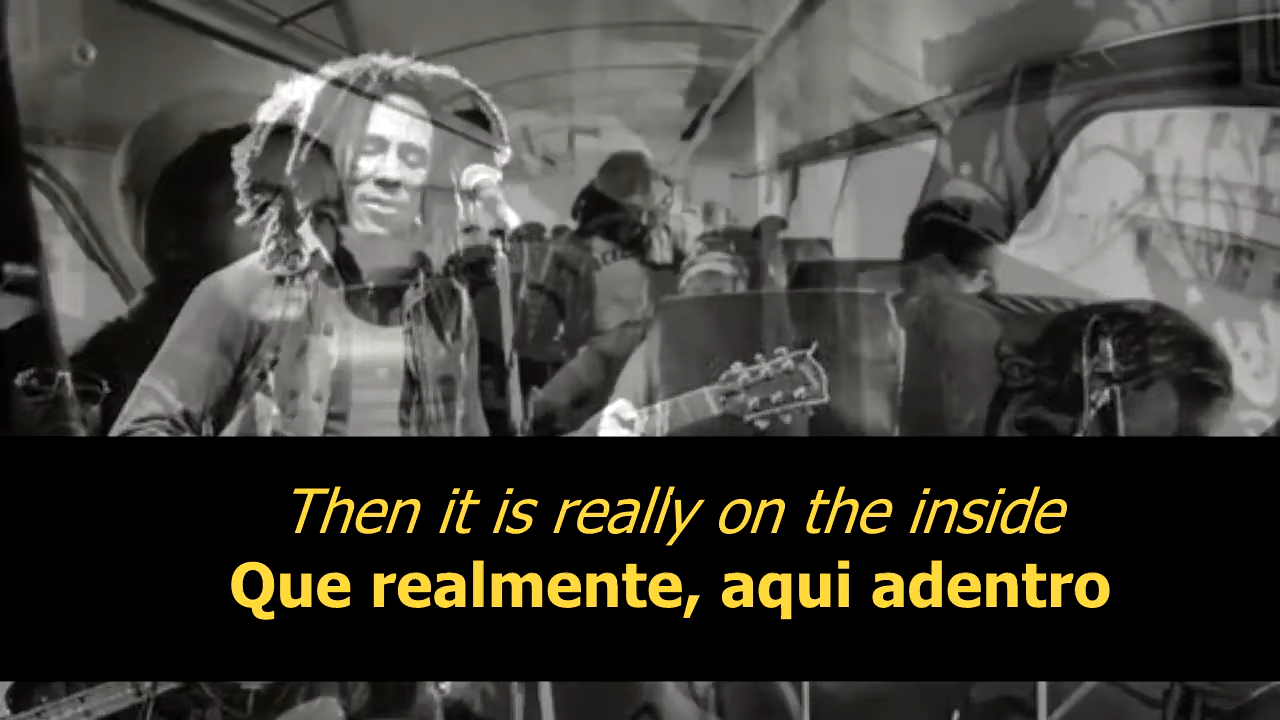 Then it is really on the inside
Que realmente, aqui adentro